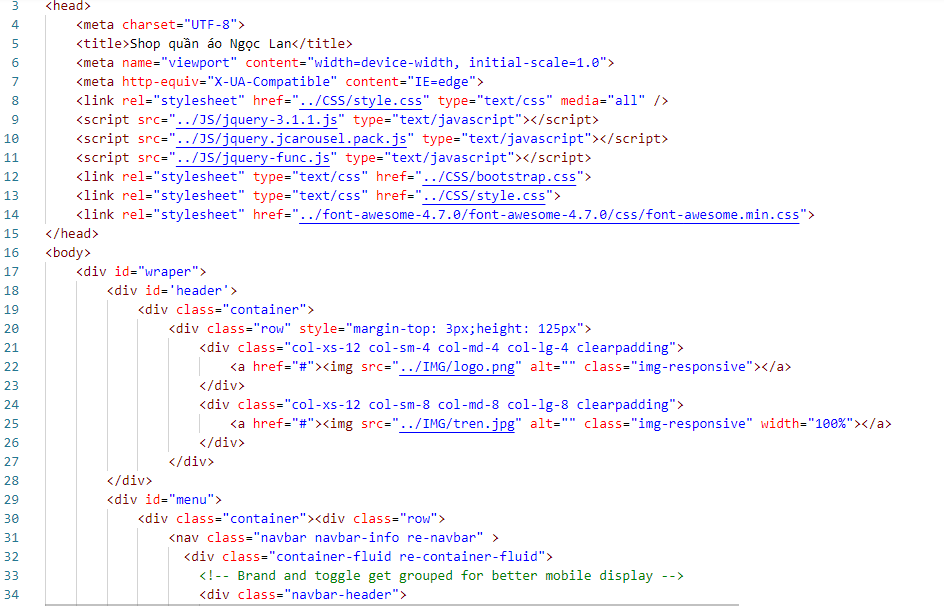 3 <head>
4 <meta charset="UTF-8">
5 <title>Shop quần áo Ngọc Lan</title>
6 <meta name="viewport" content="width=device-width, initial-scale=1.0">
7 <meta http-equiv="X-UA-Compatible" content="IE=edge">
8 <link rel="stylesheet" href="../CSS/style.css" type="text/css" media="all" />
9 <script src="../JS/jquery-3.1.1.js" type="text/javascript"></script>
10 <script src="../JS/jquery.jcarousel.pack.js" type="text/javascript"></script>
11 <script src="../JS/jquery-func.js" type="text/javascript"></script>
12 <link rel="stylesheet" type="text/css" href="../CSS/bootstrap.css">
13 <link rel="stylesheet" type="text/css" href="../CSS/style.css">
14 <link rel="stylesheet" href="../font-awesome-4.7.0/font-awesome-4.7.0/css/font-awesome.min.css">
15 </head>
16 <body>
17 <div id="wraper">
18 <div id='header'>
19 <div class="container">
20 <div class="row" style="margin-top: 3px;height: 125px">
21 <div class="col-xs-12 col-sm-4 col-md-4 col-lg-4 clearpadding">
22 <a href="#"><img src="../IMG/logo.png" alt="" class="img-responsive"></a>
23 </div>
24 <div class="col-xs-12 col-sm-8 col-md-8 col-lg-8 clearpadding">
25 <a href="#"><img src="../IMG/tren.jpg" alt="" class="img-responsive" width="100%"></a>
26 </div>
27 </div>
28 </div>
29 <div id="menu">
30 <div class="container"><div class="row">
31 <nav class="navbar navbar-info re-navbar" >
32 <div class="container-fluid re-container-fluid">
33 <!-- Brand and toggle get grouped for better mobile display -->
34 <div class="navbar-header">